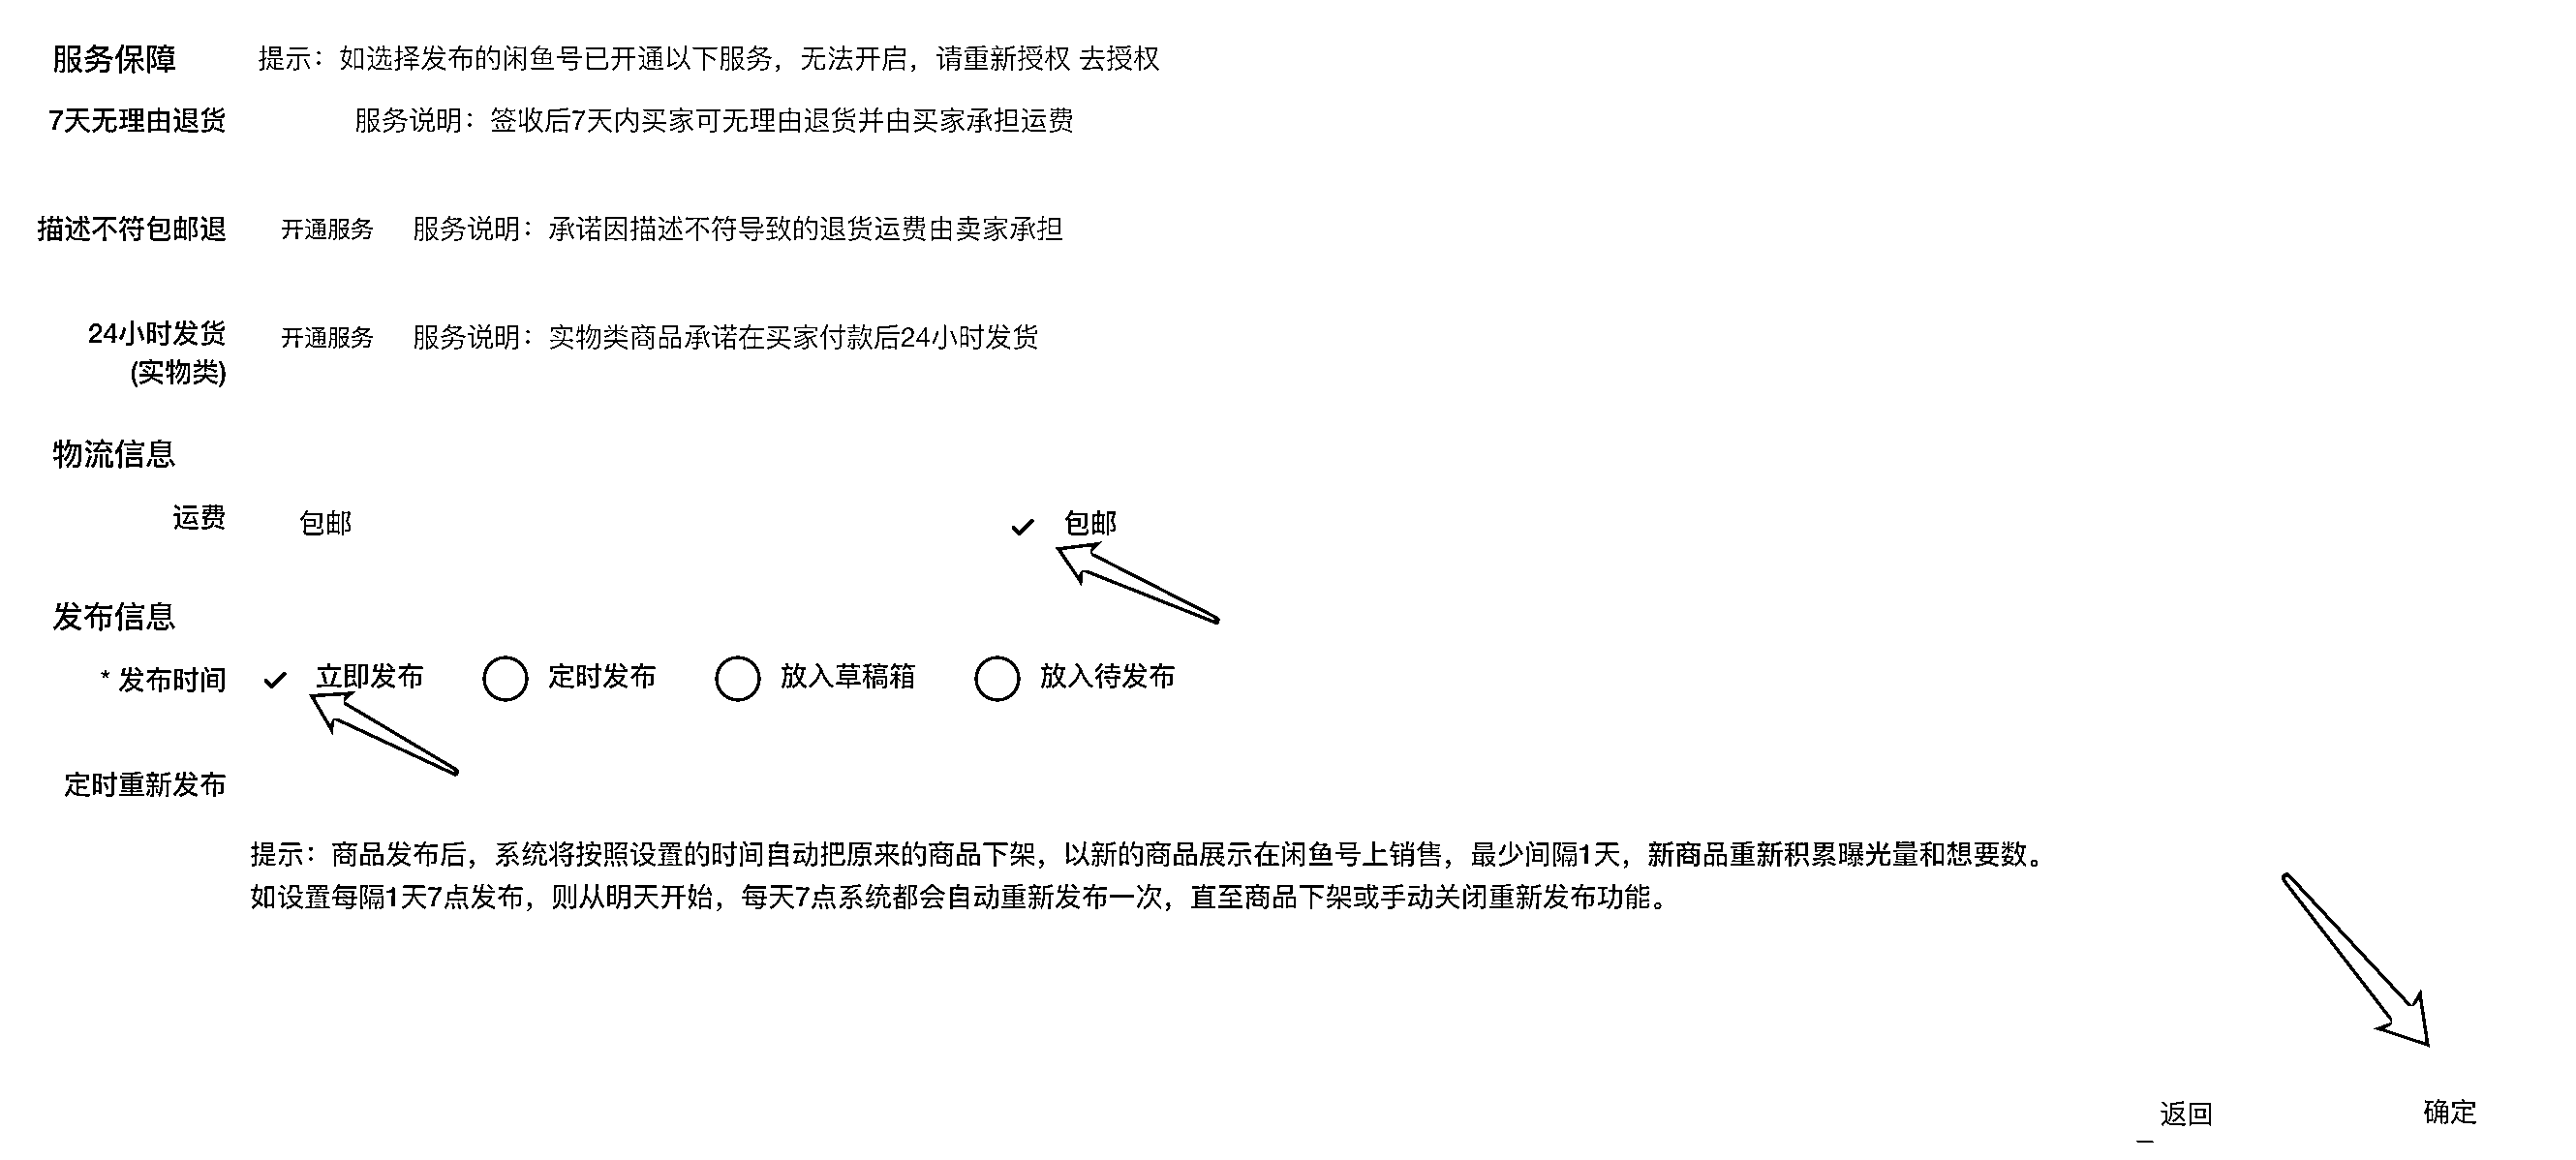 服务保障 提示：如选择发布的闲鱼号已开通以下服务，无法开启，请重新授权 去授权
7天无理由退货 服务说明：签收后7天内买家可无理由退货并由买家承担运费
描述不符包邮退 开通服务 服务说明：承诺因描述不符导致的退货运费由卖家承担
24小时发货 开通服务 服务说明：实物类商品承诺在买家付款后24小时发货
(实物类)
物流信息
运费 包邮 包邮
发布信息
* 发布时间 立即发布 定时发布 放入草稿箱 放入待发布
定时重新发布
提示：商品发布后，系统将按照设置的时间自动把原来的商品下架，以新的商品展示在闲鱼号上销售，最少间隔1天，新商品重新积累曝光量和想要数。
如设置每隔1天7点发布，则从明天开始，每天7点系统都会自动重新发布一次，直至商品下架或手动关闭重新发布功能。
返回 确定